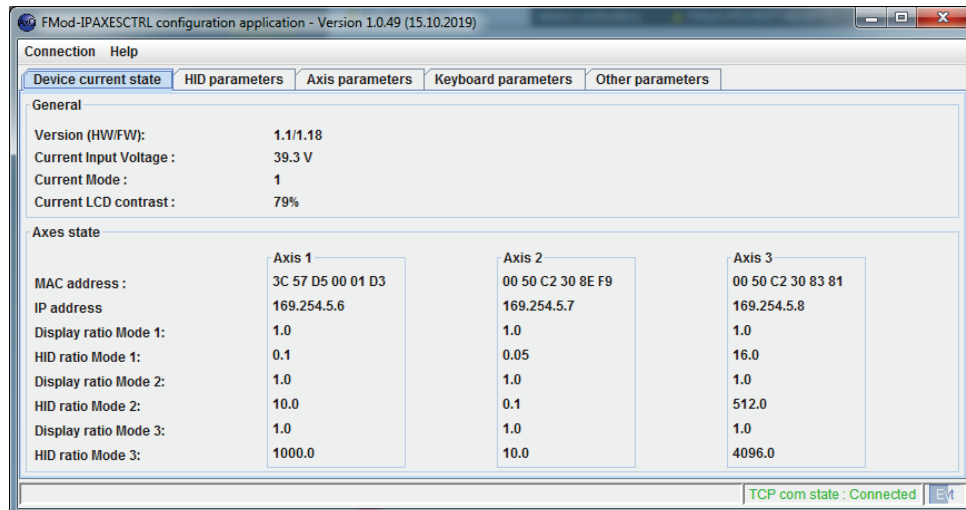 FMod-IPAXESCTRL configuration application - Version 1.0.49 (15.10.2019)
Connection Help
Device current state HID parameters Axis parameters Keyboard parameters Other parameters
General
Version (HW/FW): 1.1/1.18
Current Input Voltage : 39.3 V
Current Mode : 1
Current LCD contrast : 79%
Axes state
Axis 1 Axis 2 Axis 3
MAC address : 3C 57 D5 00 01 D3 00 50 C2 30 8E F9 00 50 C2 30 83 81
IP address 169.254.5.6 169.254.5.7 169.254.5.8
Display ratio Mode 1: 1.0 1.0 1.0
HID ratio Mode 1: 0.1 0.05 16.0
Display ratio Mode 2: 1.0 1.0 1.0
HID ratio Mode 2: 10.0 0.1 512.0
Display ratio Mode 3: 1.0 1.0 1.0
HID ratio Mode 3: 1000.0 10.0 4096.0
TCP com state : Connected Evt